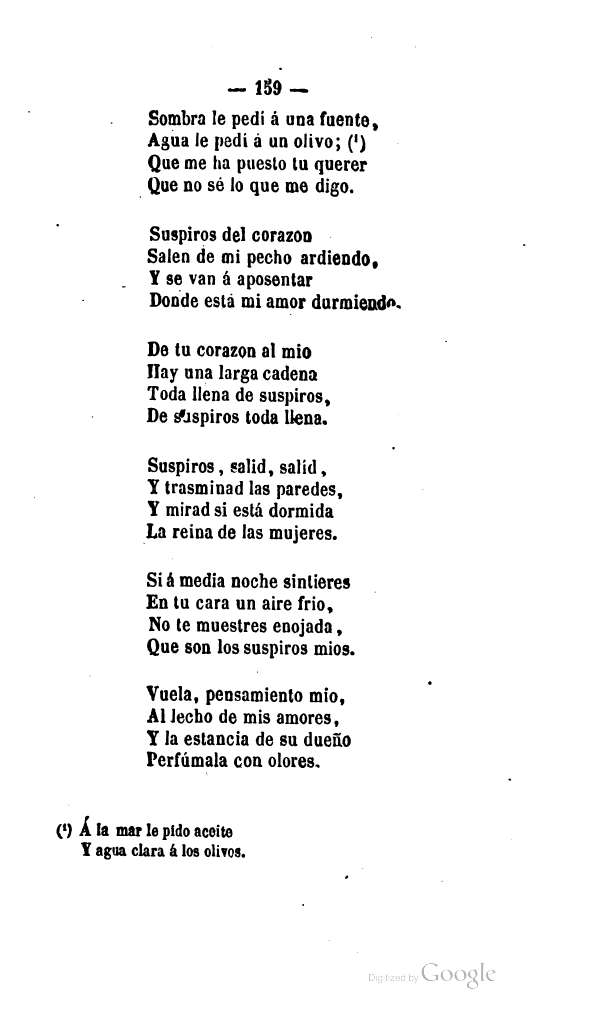 — 159 —
Sombra le pedí á una fuente,
Agua le pedí á un olivo; (¹)
Que me ha puesto tu querer
Que no sé lo que me digo.

Suspiros del corazon
Salen de mi pecho ardiendo,
Y se van á aposentar
Donde está mi amor durmiendo.

De tu corazon al mio
Hay una larga cadena
Toda llena de suspiros,
De suspiros toda llena.

Suspiros, salid, salid,
Y trasminad las paredes,
Y mirad si está dormida
La reina de las mujeres.

Si á media noche sintieres
En tu cara un aire frio,
No te muestres enojada,
Que son los suspiros mios.

Vuela, pensamiento mio,
Al lecho de mis amores,
Y la estancia de su dueño
Perfúmala con olores.

(¹) Á la mar le pido aceite
Y agua clara á los olivos.
Digitized by Google